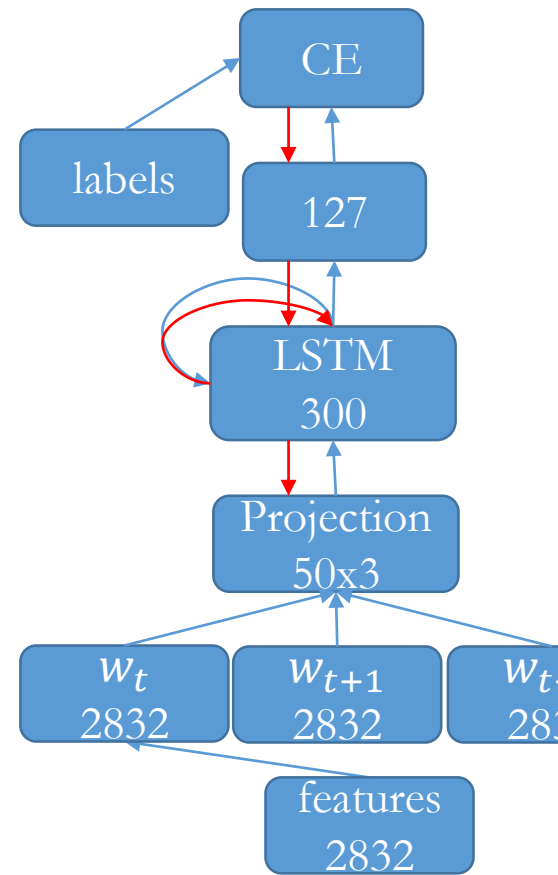 CE
labels
127
LSTM
300
Projection
50x3
w_t
2832
w_{t+1}
2832
features
2832